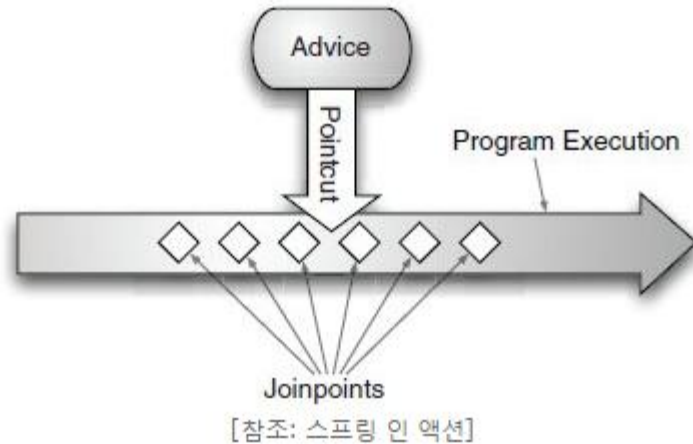 Advice
Pointcut
Program Execution
Joinpoints
[참조: 스프링 인 액션]